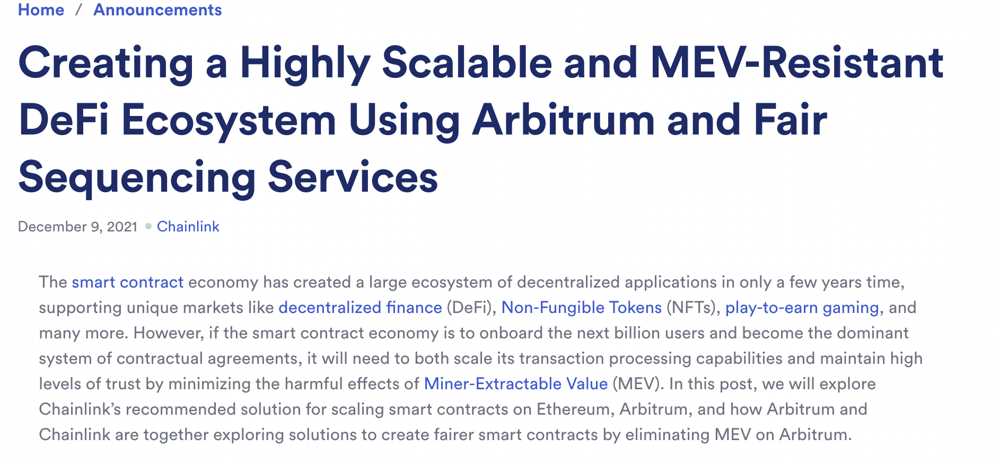 Home / Announcements
Creating a Highly Scalable and MEV-Resistant
DeFi Ecosystem Using Arbitrum and Fair
Sequencing Services
December 9, 2021 • Chainlink
The smart contract economy has created a large ecosystem of decentralized applications in only a few years time,
supporting unique markets like decentralized finance (DeFi), Non-Fungible Tokens (NFTs), play-to-earn gaming, and
many more. However, if the smart contract economy is to onboard the next billion users and become the dominant
system of contractual agreements, it will need to both scale its transaction processing capabilities and maintain high
levels of trust by minimizing the harmful effects of Miner-Extractable Value (MEV). In this post, we will explore
Chainlink’s recommended solution for scaling smart contracts on Ethereum, Arbitrum, and how Arbitrum and
Chainlink are together exploring solutions to create fairer smart contracts by eliminating MEV on Arbitrum.